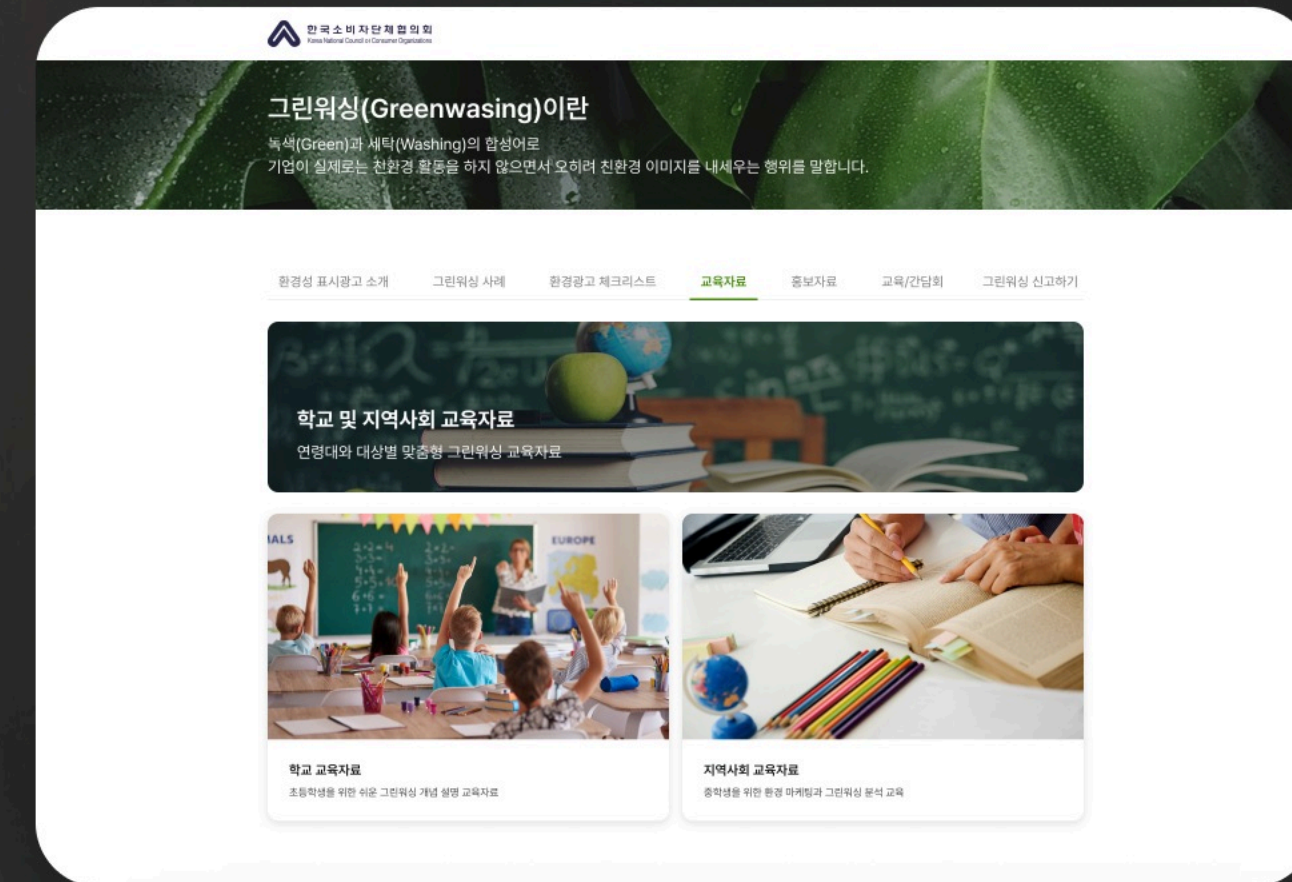 한국소비자단체협의회
Korea National Council of Consumer Organizations
그린워싱(Greenwasing)이란
녹색(Green)과 세탁(Washing)의 합성어로
기업이 실제로는 친환경 활동을 하지 않으면서 오히려 친환경 이미지를 내세우는 행위를 말합니다.
환경성 표시광고 소개 그린워싱 사례 환경광고 체크리스트 교육자료 홍보자료 교육/간담회 그린워싱 신고하기
학교 및 지역사회 교육자료
연령대와 대상별 맞춤형 그린워싱 교육자료
ALS
EUROPE
학교 교육자료
초등학생을 위한 쉬운 그린워싱 개념 설명 교육자료
지역사회 교육자료
중학생을 위한 환경 마케팅과 그린워싱 분석 교육